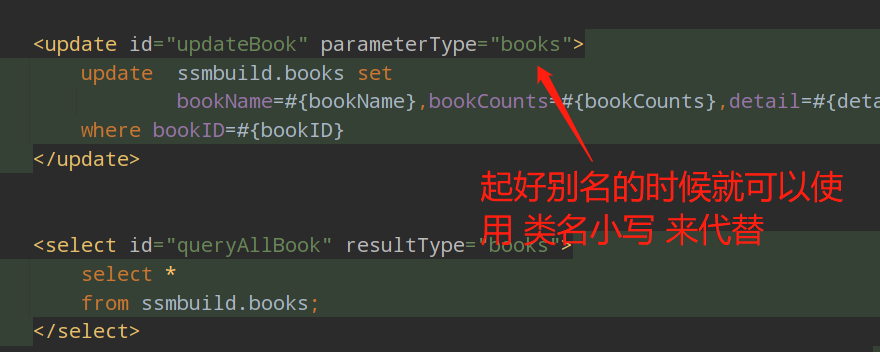 <update id="updateBook" parameterType="books">
update ssmbuild.books set
bookName=#{bookName},bookCounts=#{bookCounts},detail=#{deta
where bookID=#{bookID}
</update>
起好别名的时候就可以使
用 类名小写 来代替
<select id="queryAllBook" resultType="books">
select *
from ssmbuild.books;
</select>